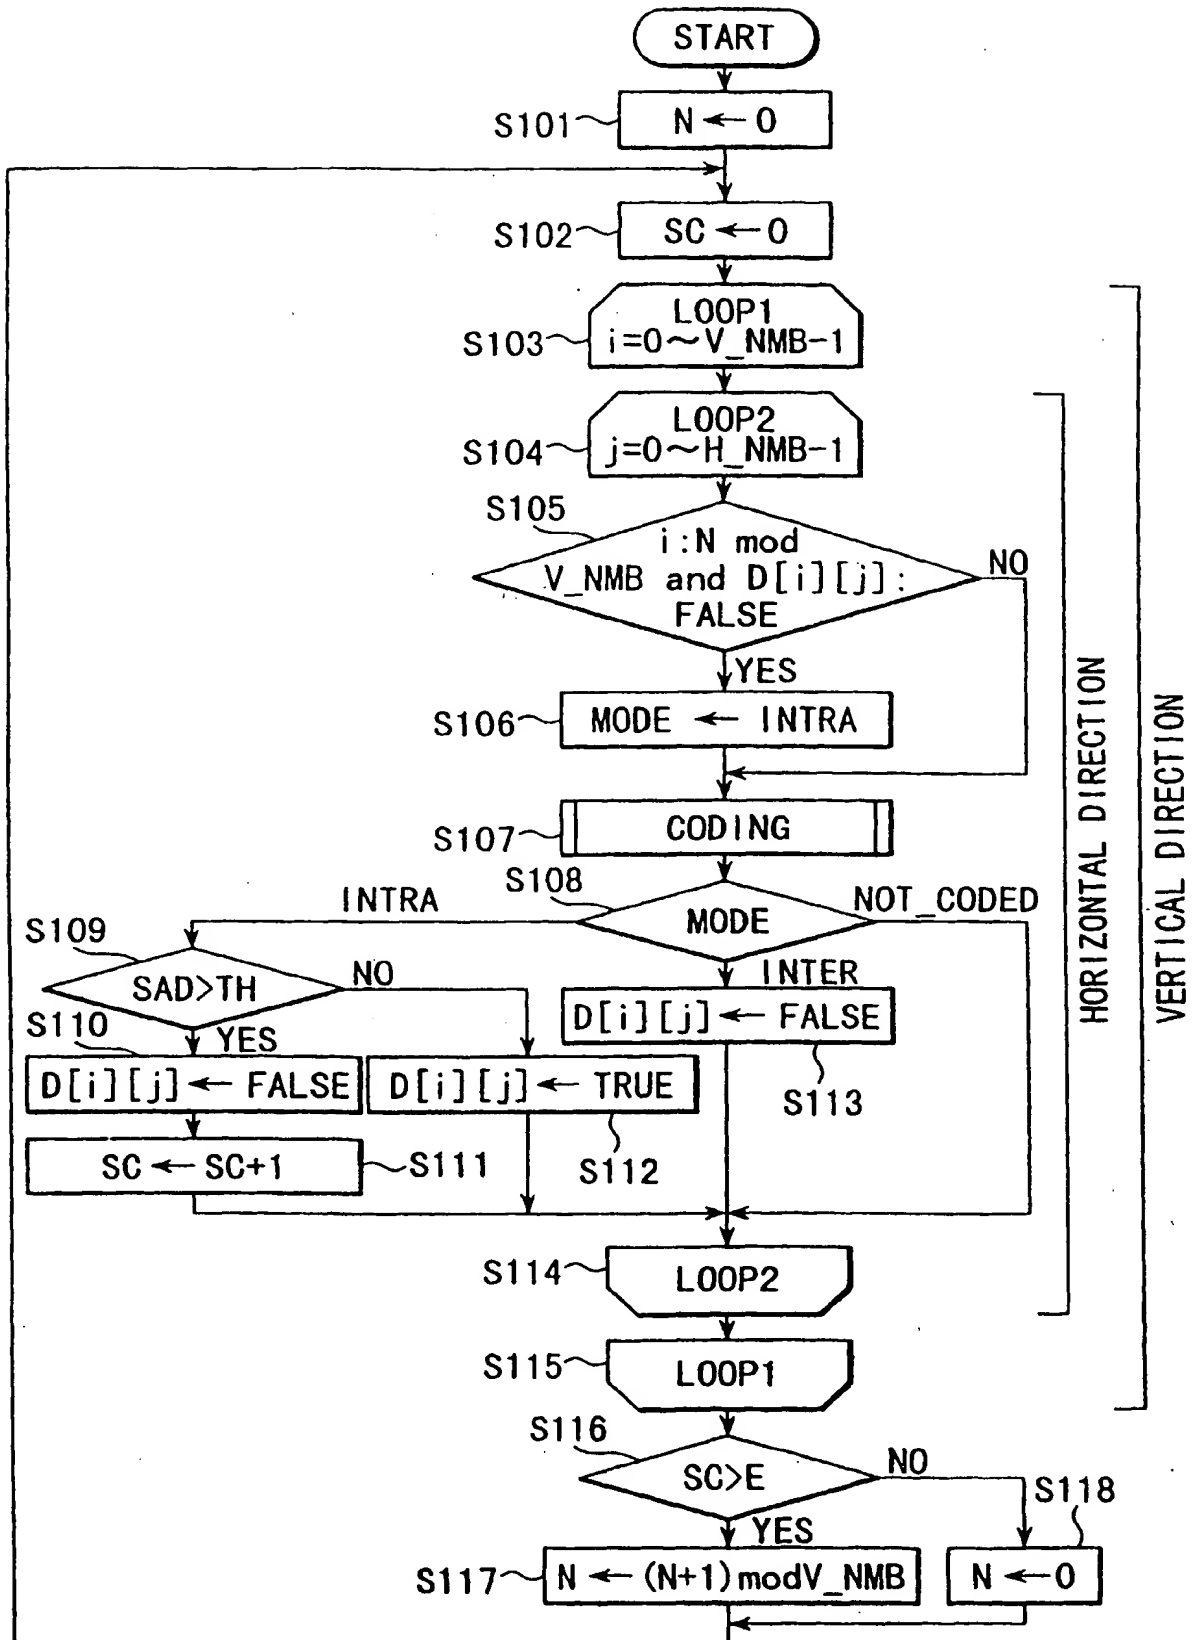 START
S101
N ← 0
S102
SC ← 0
LOOP1
S103
i=0~V_NMB-1
LOOP2
S104
j=0~H_NMB-1
S105
i:N mod
V_NMB and D[i][j]:
FALSE
NO
YES
S106
MODE ← INTRA
S107
CODING
S108
INTRA
MODE
NOT_CODED
HORIZONTAL DIRECTION
VERTICAL DIRECTION
S109
SAD>TH
NO
INTER
D[i][j] ← FALSE
S113
S110
YES
D[i][j] ← FALSE
D[i][j] ← TRUE
SC ← SC+1
S111
S112
S114
LOOP2
S115
LOOP1
S116
SC>E
NO
S118
YES
S117
N ← (N+1)modV_NMB
N ← 0